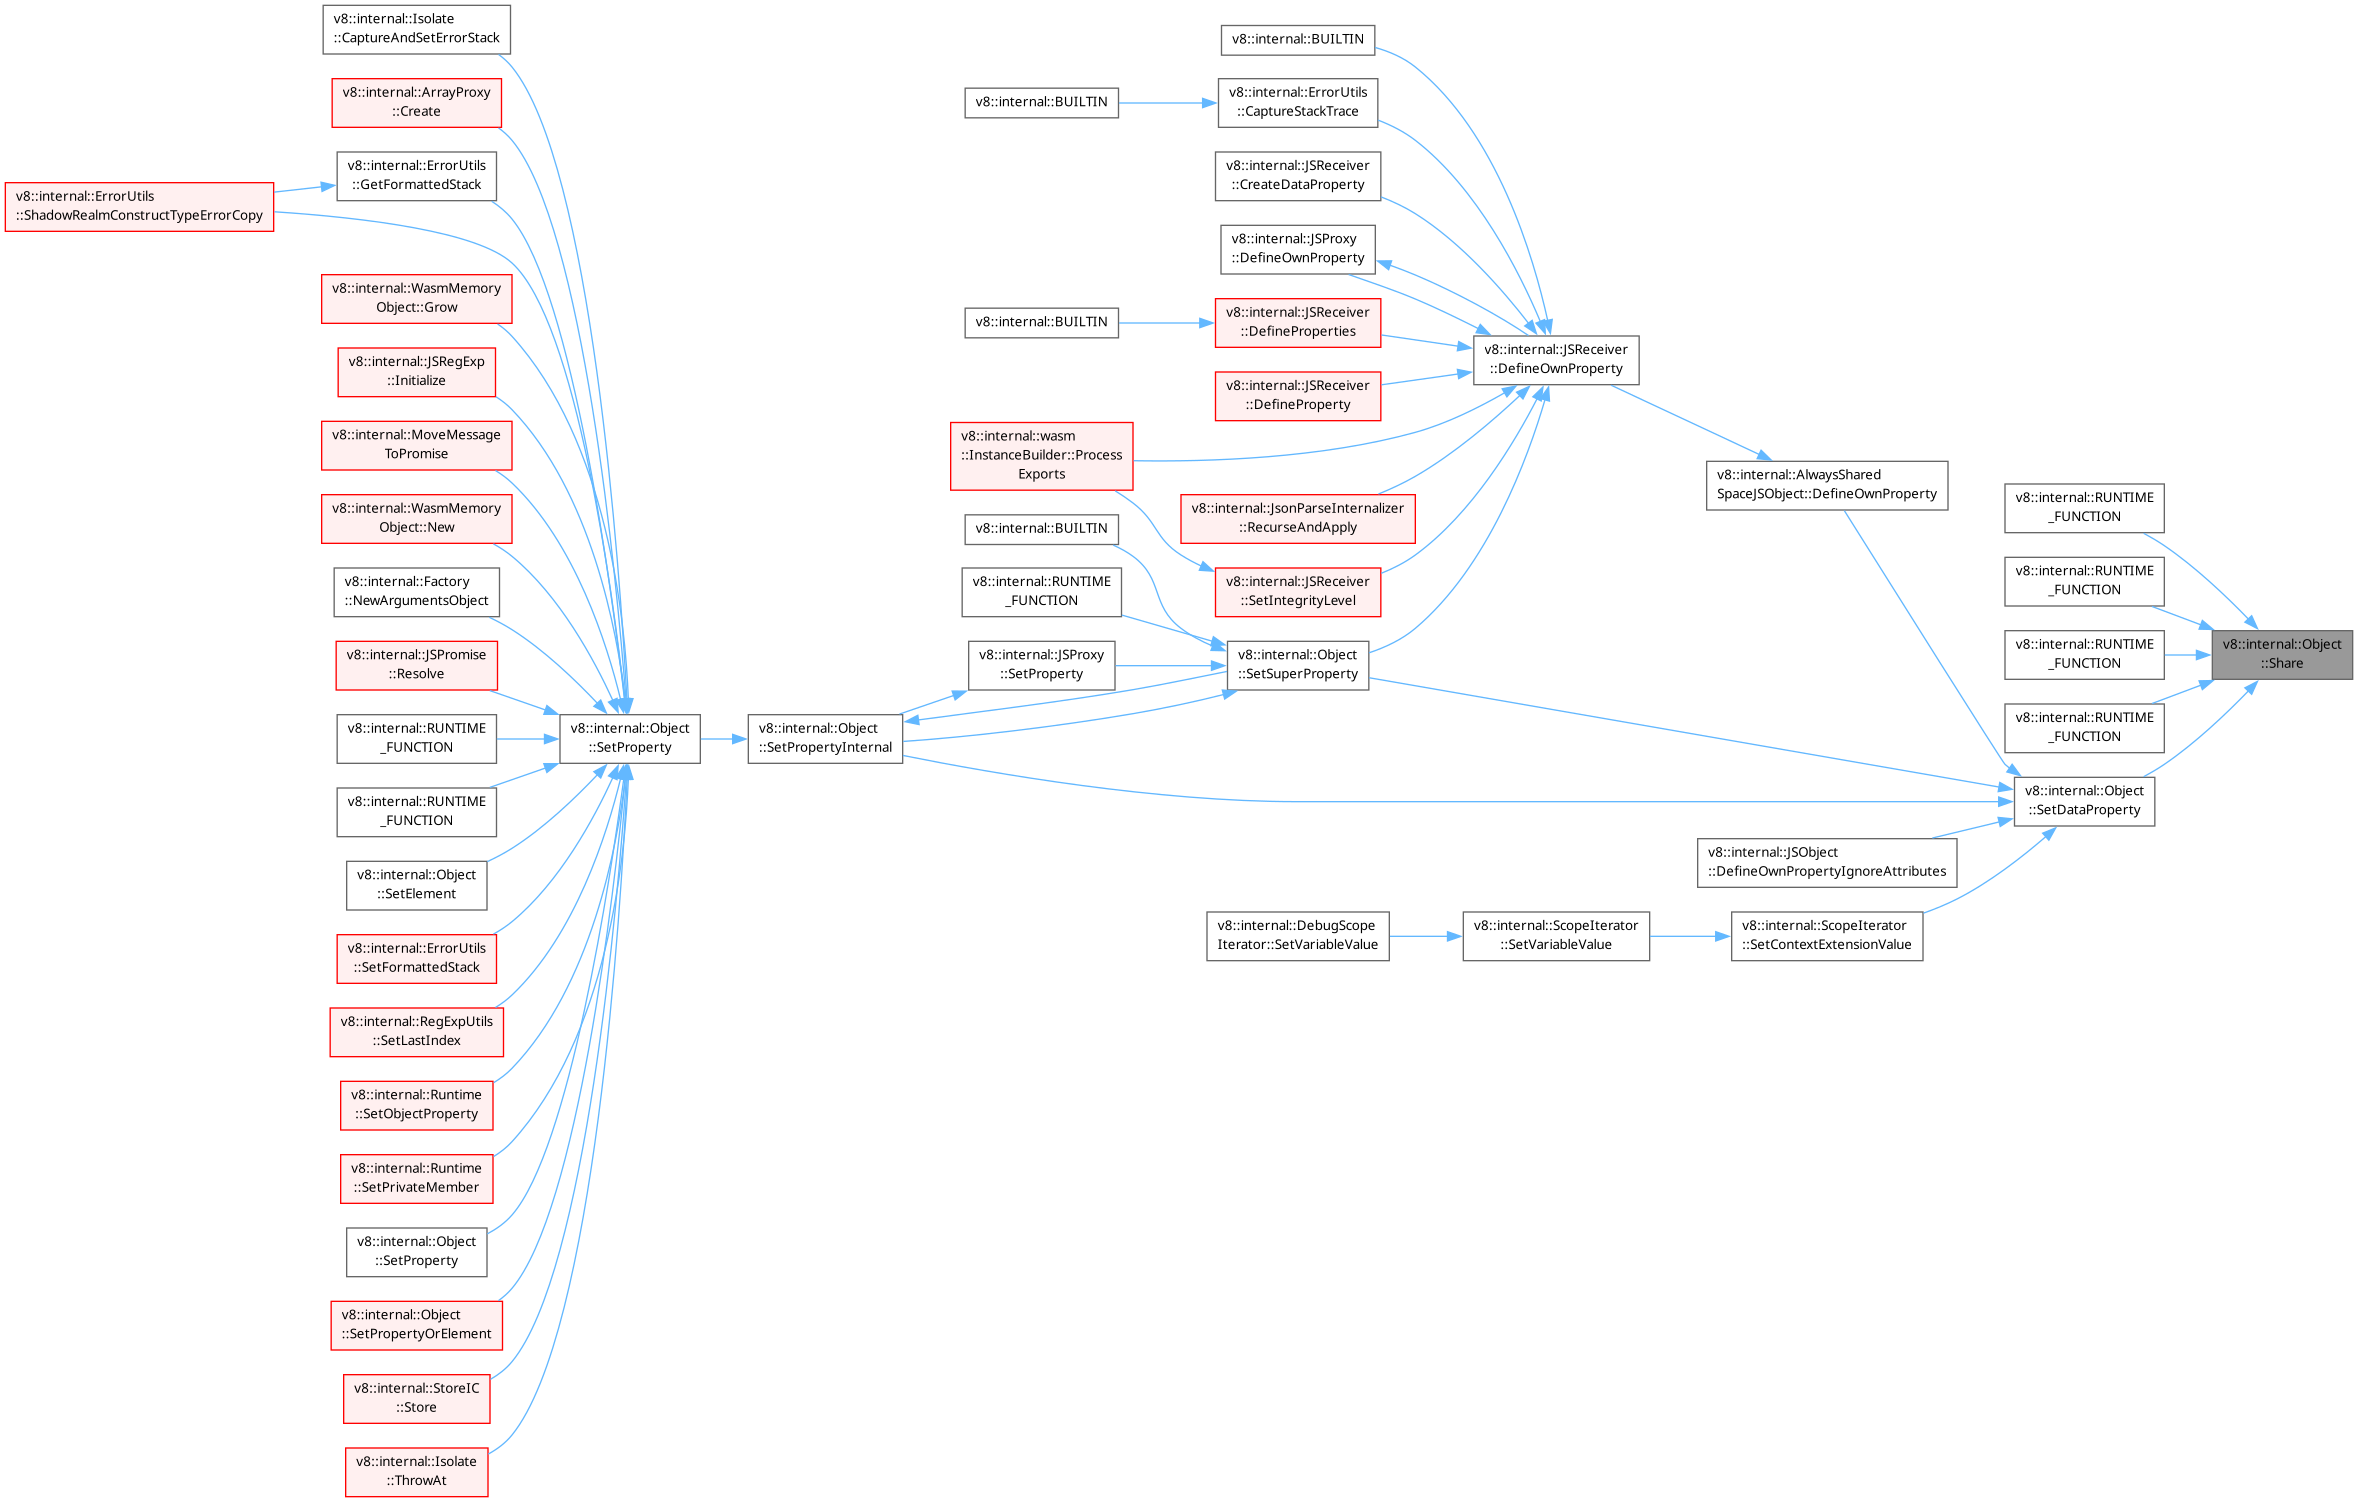 v8::internal::Isolate
::CaptureAndSetErrorStack
v8::internal::ArrayProxy
::Create
v8::internal::ErrorUtils
::GetFormattedStack
v8::internal::ErrorUtils
::ShadowRealmConstructTypeErrorCopy
v8::internal::WasmMemory
Object::Grow
v8::internal::JSRegExp
::Initialize
v8::internal::MoveMessage
ToPromise
v8::internal::WasmMemory
Object::New
v8::internal::Factory
::NewArgumentsObject
v8::internal::JSPromise
::Resolve
v8::internal::RUNTIME
_FUNCTION
v8::internal::RUNTIME
_FUNCTION
v8::internal::Object
::SetElement
v8::internal::ErrorUtils
::SetFormattedStack
v8::internal::RegExpUtils
::SetLastIndex
v8::internal::Runtime
::SetObjectProperty
v8::internal::Runtime
::SetPrivateMember
v8::internal::Object
::SetProperty
v8::internal::Object
::SetPropertyOrElement
v8::internal::StoreIC
::Store
v8::internal::Isolate
::ThrowAt
v8::internal::Object
::SetProperty
v8::internal::Object
::SetPropertyInternal
v8::internal::BUILTIN
v8::internal::BUILTIN
v8::internal::wasm
::InstanceBuilder::Process
Exports
v8::internal::BUILTIN
v8::internal::RUNTIME
_FUNCTION
v8::internal::JSProxy
::SetProperty
v8::internal::BUILTIN
v8::internal::ErrorUtils
::CaptureStackTrace
v8::internal::JSReceiver
::CreateDataProperty
v8::internal::JSProxy
::DefineOwnProperty
v8::internal::JSReceiver
::DefineProperties
v8::internal::JSReceiver
::DefineProperty
v8::internal::JsonParseInternalizer
::RecurseAndApply
v8::internal::JSReceiver
::SetIntegrityLevel
v8::internal::Object
::SetSuperProperty
v8::internal::DebugScope
Iterator::SetVariableValue
v8::internal::JSReceiver
::DefineOwnProperty
v8::internal::ScopeIterator
::SetVariableValue
v8::internal::AlwaysShared
SpaceJSObject::DefineOwnProperty
v8::internal::JSObject
::DefineOwnPropertyIgnoreAttributes
v8::internal::ScopeIterator
::SetContextExtensionValue
v8::internal::RUNTIME
_FUNCTION
v8::internal::RUNTIME
_FUNCTION
v8::internal::RUNTIME
_FUNCTION
v8::internal::RUNTIME
_FUNCTION
v8::internal::Object
::SetDataProperty
v8::internal::Object
::Share